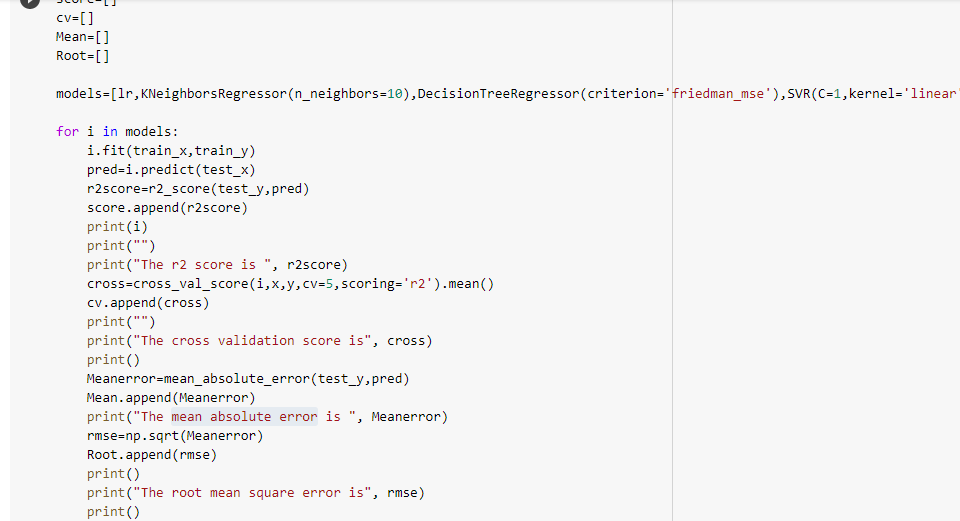 score=[]
cv=[]
Mean=[]
Root=[]
models=[lr,KNeighborsRegressor(n_neighbors=10),DecisionTreeRegressor(criterion='friedman_mse'),SVR(C=1,kernel='linear'
for i in models:
i.fit(train_x,train_y)
pred=i.predict(test_x)
r2score=r2_score(test_y,pred)
score.append(r2score)
print(i)
print("")
print("The r2 score is ", r2score)
cross=cross_val_score(i,x,y,cv=5,scoring='r2').mean()
cv.append(cross)
print("")
print("The cross validation score is", cross)
print()
Meanerror=mean_absolute_error(test_y,pred)
Mean.append(Meanerror)
print("The mean absolute error is ", Meanerror)
rmse=np.sqrt(Meanerror)
Root.append(rmse)
print()
print("The root mean square error is", rmse)
print()